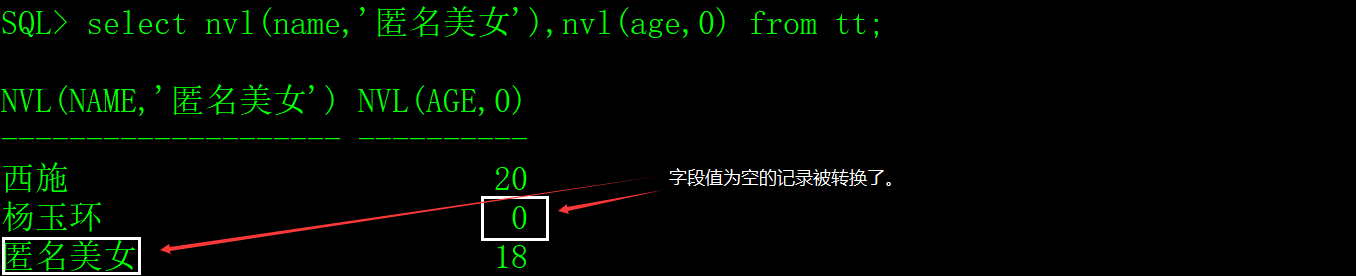 SQL> select nvl(name,'匿名美女'),nvl(age,0) from tt;
NVL(NAME,'匿名美女') NVL(AGE,0)
-------------------- ----------
西施 20
字段值为空的记录被转换了。
杨玉环 0
匿名美女 18